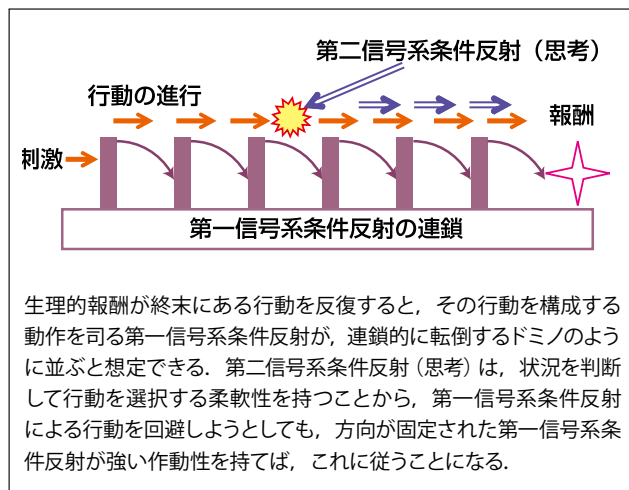 第二信号系条件反射（思考）
行動の進行
報酬
刺激
第一信号系条件反射の連鎖
生理的報酬が終末にある行動を反復すると，その行動を構成する
動作を司る第一信号系条件反射が，連鎖的に転倒するドミノのよう
に並ぶと想定できる．第二信号系条件反射（思考）は，状況を判断
して行動を選択する柔軟性を持つことから，第一信号系条件反射
による行動を回避しようとしても，方向が固定された第一信号系条
件反射が強い作動性を持てば，これに従うことになる．